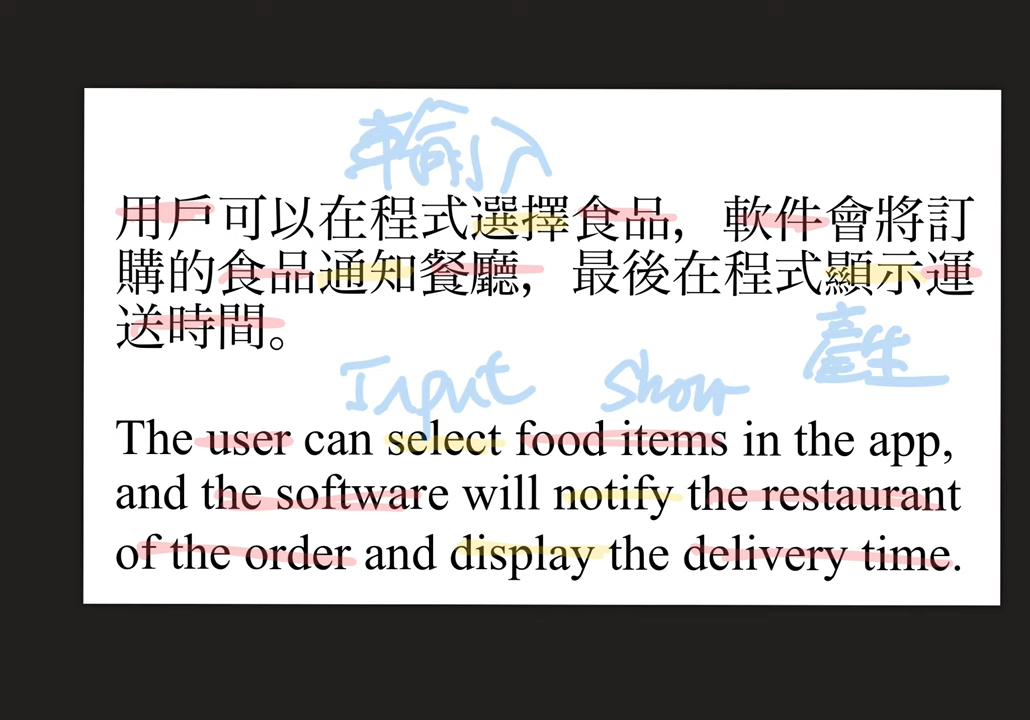 輸入
用戶可以在程式選擇食品，軟件會將訂
購的食品通知餐廳，最後在程式顯示運
送時間。
產生
Input Show
The user can select food items in the app,
and the software will notify the restaurant
of the order and display the delivery time.